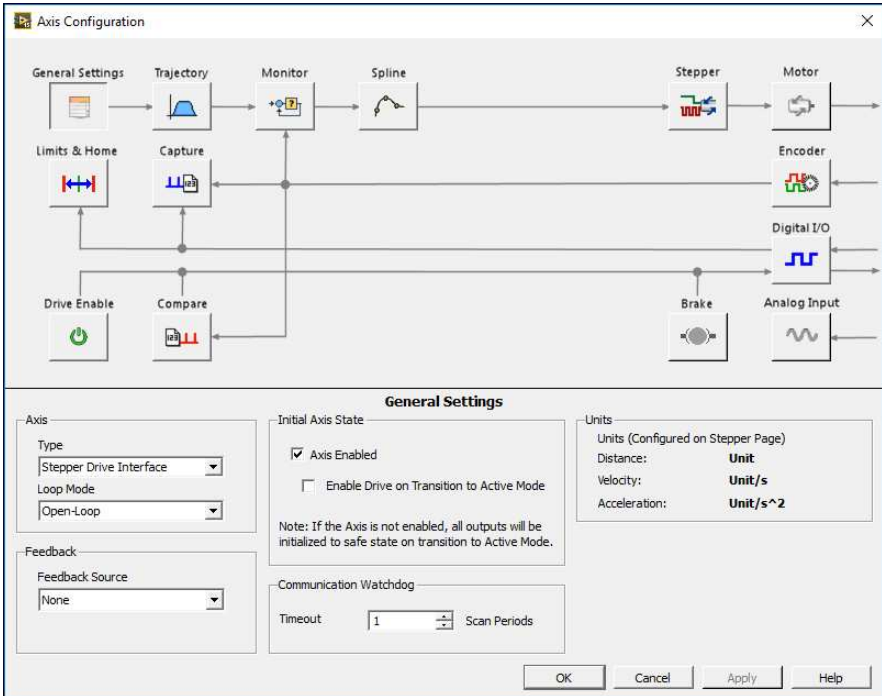 Axis Configuration
General Settings
Trajectory
Monitor
Spline
Stepper
Motor
Limits & Home
Capture
Encoder
Digital I/O
Drive Enable
Compare
Brake
Analog Input
General Settings
Axis
Type
Stepper Drive Interface
Loop Mode
Open-Loop
Feedback
Feedback Source
None
Initial Axis State
Axis Enabled
Enable Drive on Transition to Active Mode
Note: If the Axis is not enabled, all outputs will be
initialized to safe state on transition to Active Mode.
Communication Watchdog
Timeout
1
Scan Periods
Units
Units (Configured on Stepper Page)
Distance: Unit
Velocity: Unit/s
Acceleration: Unit/s^2
OK
Cancel
Apply
Help